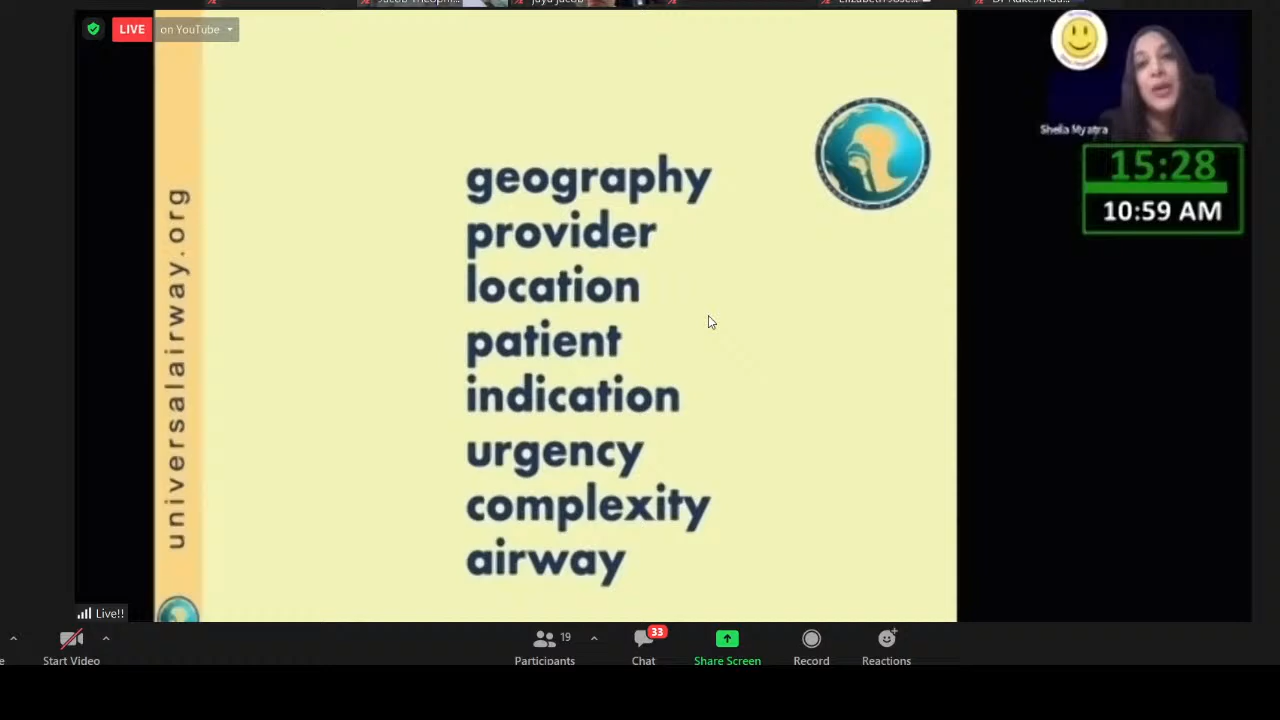 LIVE
on YouTube
universalairway.org
geography
provider
location
patient
indication
urgency
complexity
airway
Sheila Myatra
15:28
10:59 AM
Live!!
Start Video
19
Participants
33
Chat
Share Screen
Record
Reactions